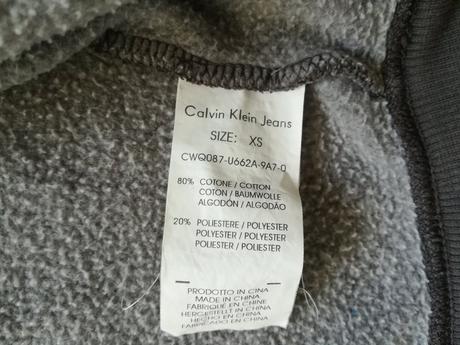 Calvin Klein Jeans
SIZE: XS
CWQ087-U662A-9A7-0
80% COTONE / COTTON
COTON / BAUMWOLLE
ALGODÓN / ALGODÃO
20% POLIESTERE / POLYESTER
POLYESTER / POLYESTER
POLIESTER / POLIESTER
PRODOTTO IN CINA
MADE IN CHINA
FABRIQUÉ EN CHINE
HERGESTELLT IN CHINA
HECHO EN CHINA
FABRICADO EN CHINA